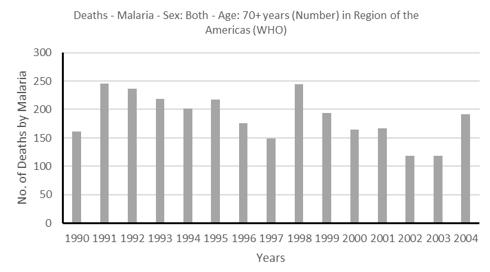 Deaths - Malaria - Sex: Both - Age: 70+ years (Number) in Region of the
Americas (WHO)
300
250
200
150
100
50
0
No. of Deaths by Malaria
1990 1991 1992 1993 1994 1995 1996 1997 1998 1999 2000 2001 2002 2003 2004
Years